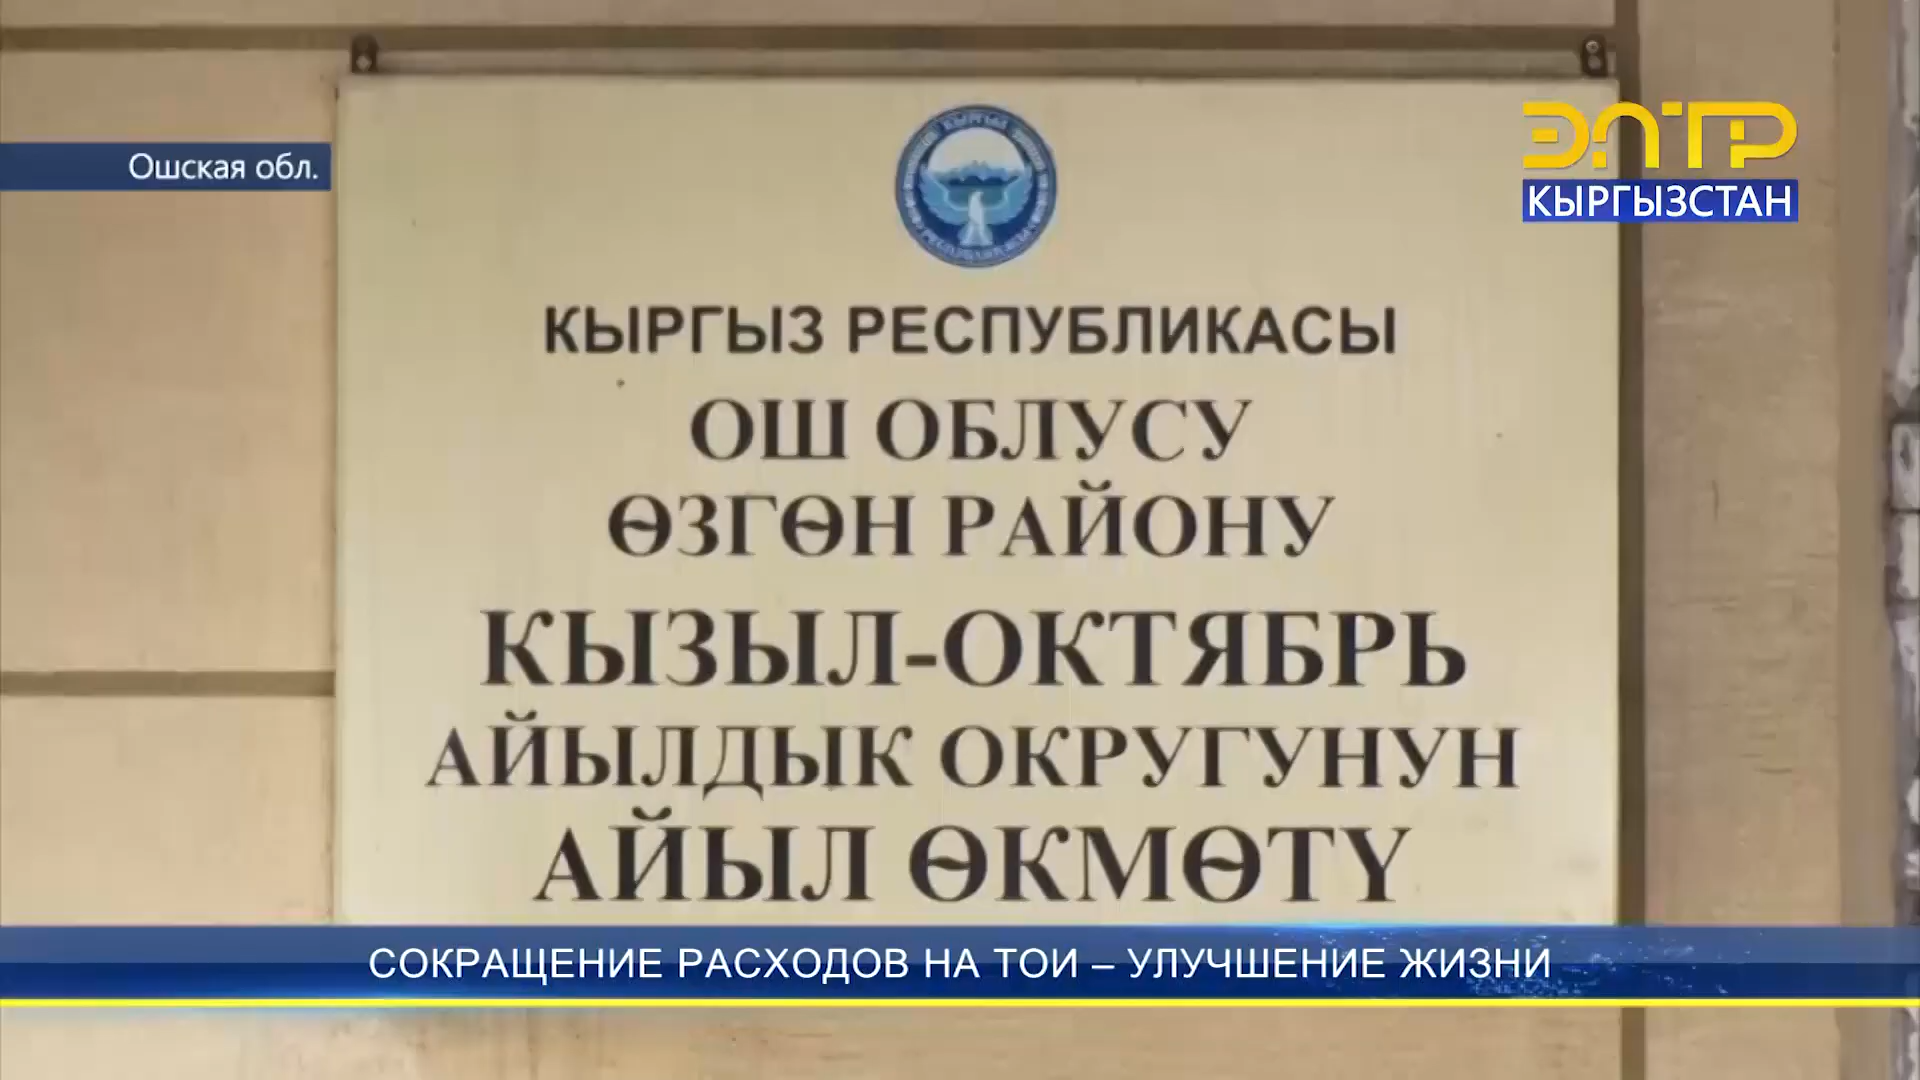 Ошская обл.
ЭЛТР
КЫРГЫЗСТАН
КЫРГЫЗ РЕСПУБЛИКАСЫ
ОШ ОБЛУСУ
ӨЗГӨН РАЙОНУ
КЫЗЫЛ-ОКТЯБРЬ
АЙЫЛДЫК ОКРУГУНУН
АЙЫЛ ӨКМӨТҮ
СОКРАЩЕНИЕ РАСХОДОВ НА ТОИ – УЛУЧШЕНИЕ ЖИЗНИ